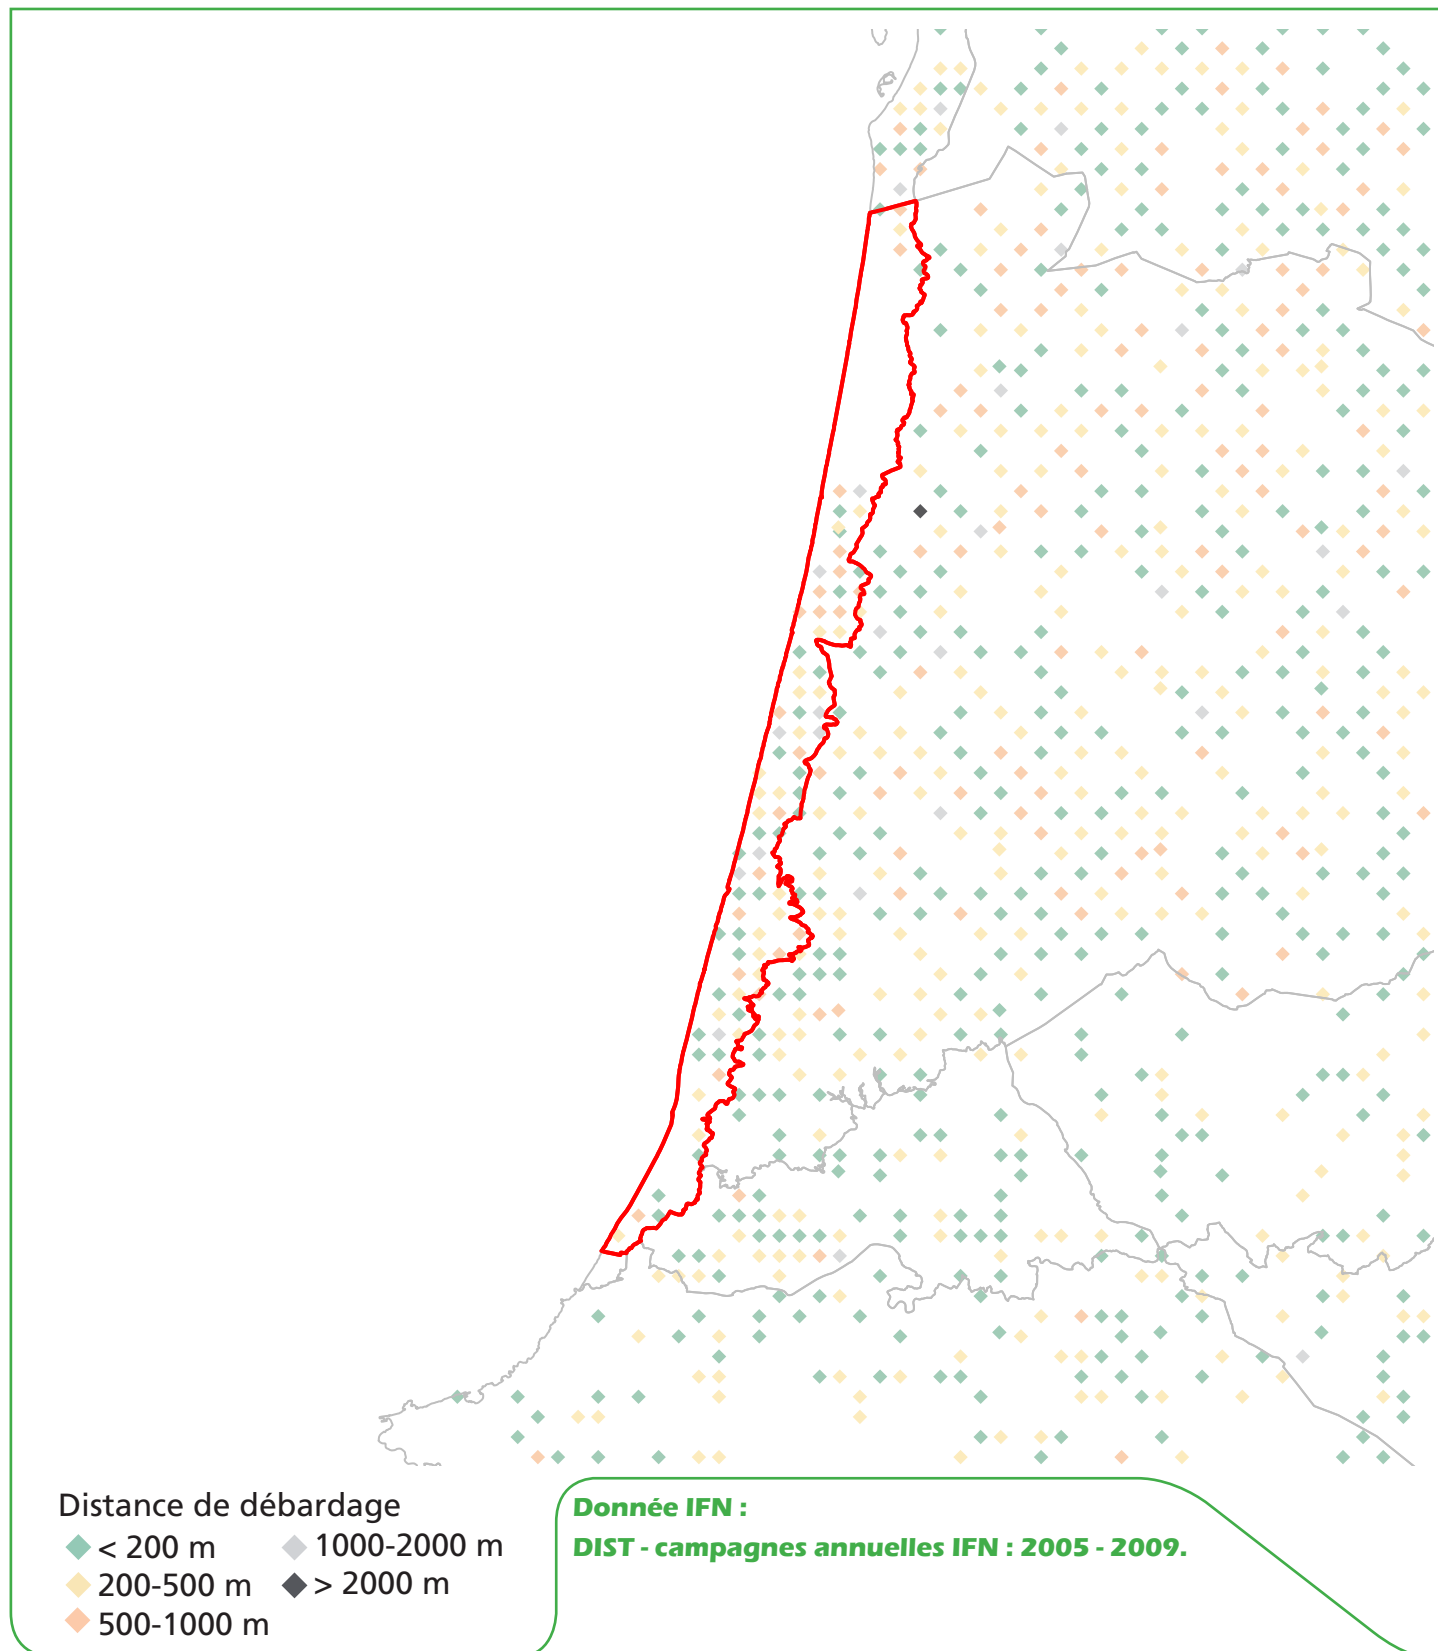 Distance de débardage
< 200 m
200-500 m
500-1000 m
1000-2000 m
> 2000 m
Donnée IFN :
DIST - campagnes annuelles IFN : 2005 - 2009.